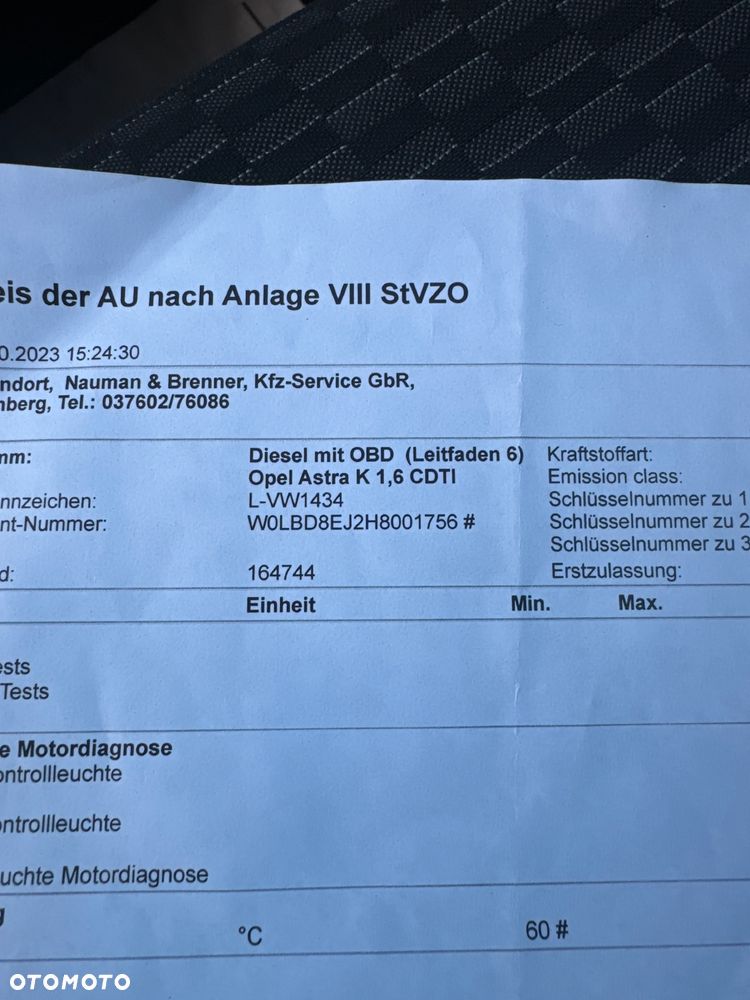 eis der AU nach Anlage VIII StVZO
0.2023 15:24:30
ndort, Nauman & Brenner, Kfz-Service GbR,
nberg, Tel.: 037602/76086
mm: Diesel mit OBD (Leitfaden 6) Kraftstoffart:
Opel Astra K 1,6 CDTI Emission class:
nnzeichen: L-VW1434 Schlüsselnummer zu 1
nt-Nummer: W0LBD8EJ2H8001756 # Schlüsselnummer zu 2
Schlüsselnummer zu 3
d: 164744 Erstzulassung:
Einheit Min. Max.
ests
Tests
e Motordiagnose
ontrollleuchte
ontrollleuchte
uchte Motordiagnose
g
°C 60 #
OTOMOTO